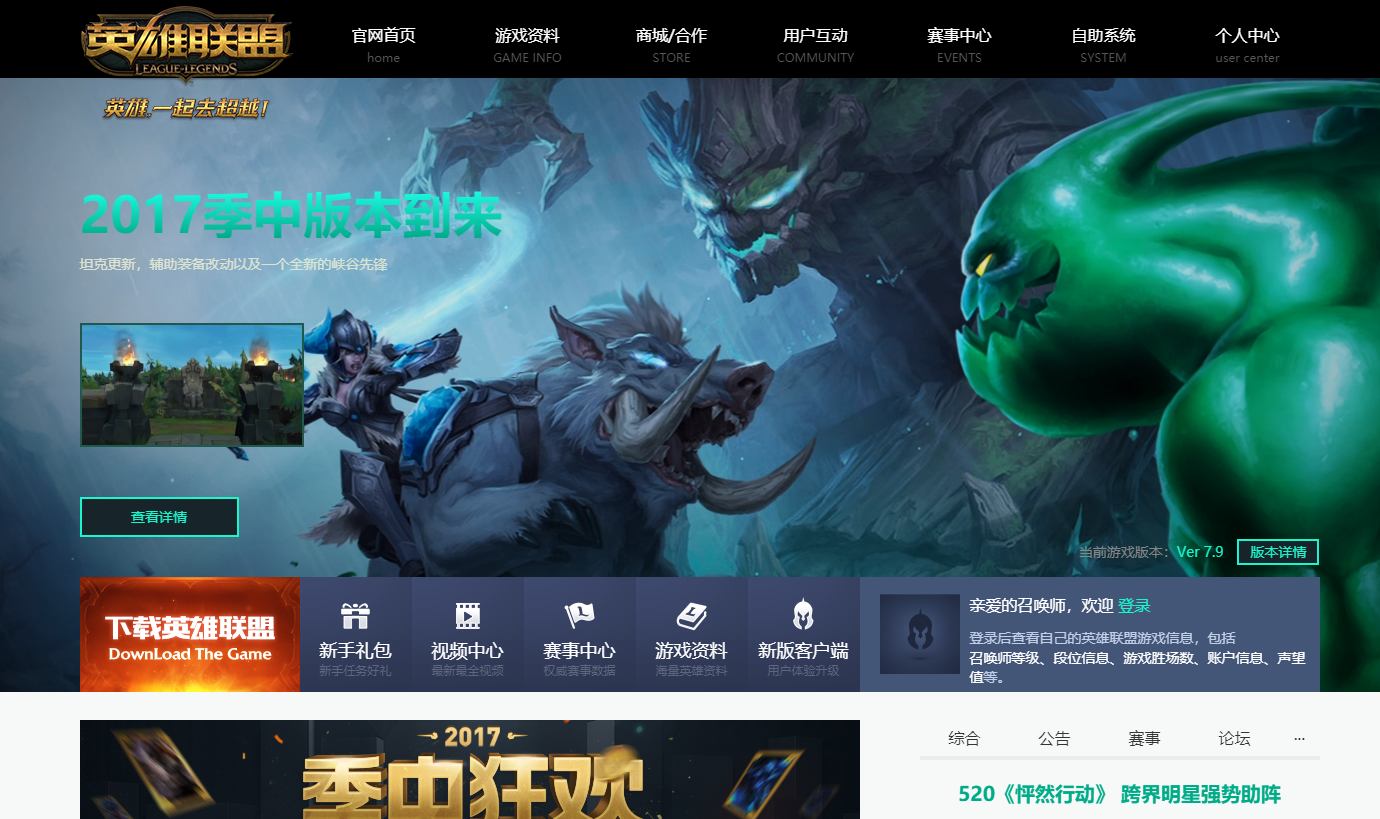 英雄联盟
LEAGUE of LEGENDS
英雄,一起去超越!
官网首页
home
游戏资料
GAME INFO
商城/合作
STORE
用户互动
COMMUNITY
赛事中心
EVENTS
自助系统
SYSTEM
个人中心
user center
2017季中版本到来
坦克更新，辅助装备改动以及一个全新的峡谷先锋
查看详情
当前游戏版本：Ver 7.9
版本详情
下载英雄联盟
DownLoad The Game
新手礼包
新手任务好礼
视频中心
最新最全视频
赛事中心
权威赛事数据
游戏资料
海量英雄资料
新版客户端
用户体验升级
亲爱的召唤师，欢迎 登录
登录后查看自己的英雄联盟游戏信息，包括
召唤师等级、段位信息、游戏胜场数、账户信息、声望
值等。
2017
季中狂欢
综合 公告 赛事 论坛 ...
520《怦然行动》 跨界明星强势助阵